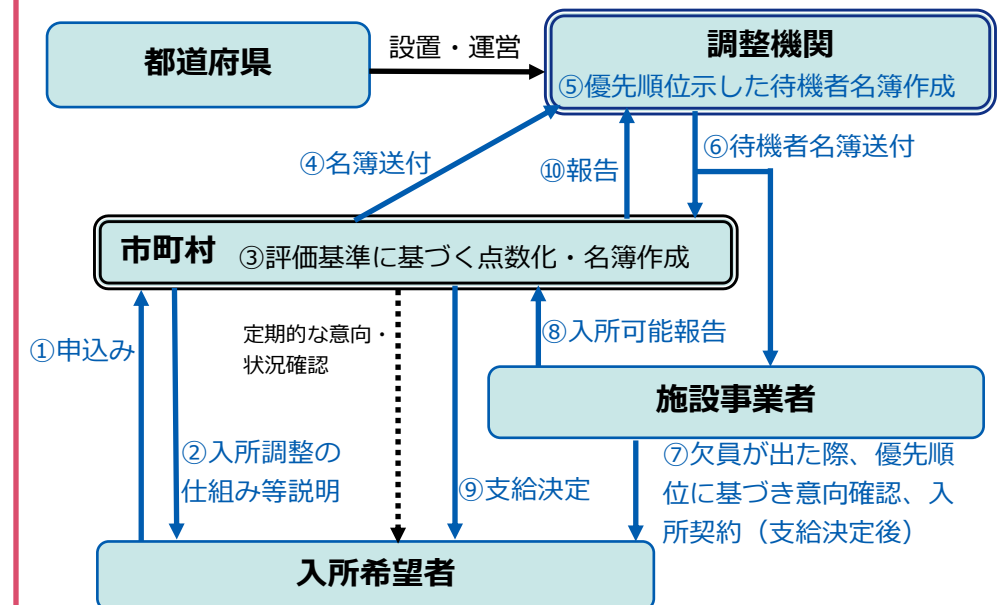 都道府県
設置・運営
調整機関
⑤優先順位示した待機者名簿作成
④名簿送付
⑩報告
⑥待機者名簿送付
市町村 ③評価基準に基づく点数化・名簿作成
①申込み
定期的な意向・
状況確認
⑧入所可能報告
施設事業者
②入所調整の
仕組み等説明
⑨支給決定
⑦欠員が出た際、優先順
位に基づき意向確認、入
所契約（支給決定後）
入所希望者